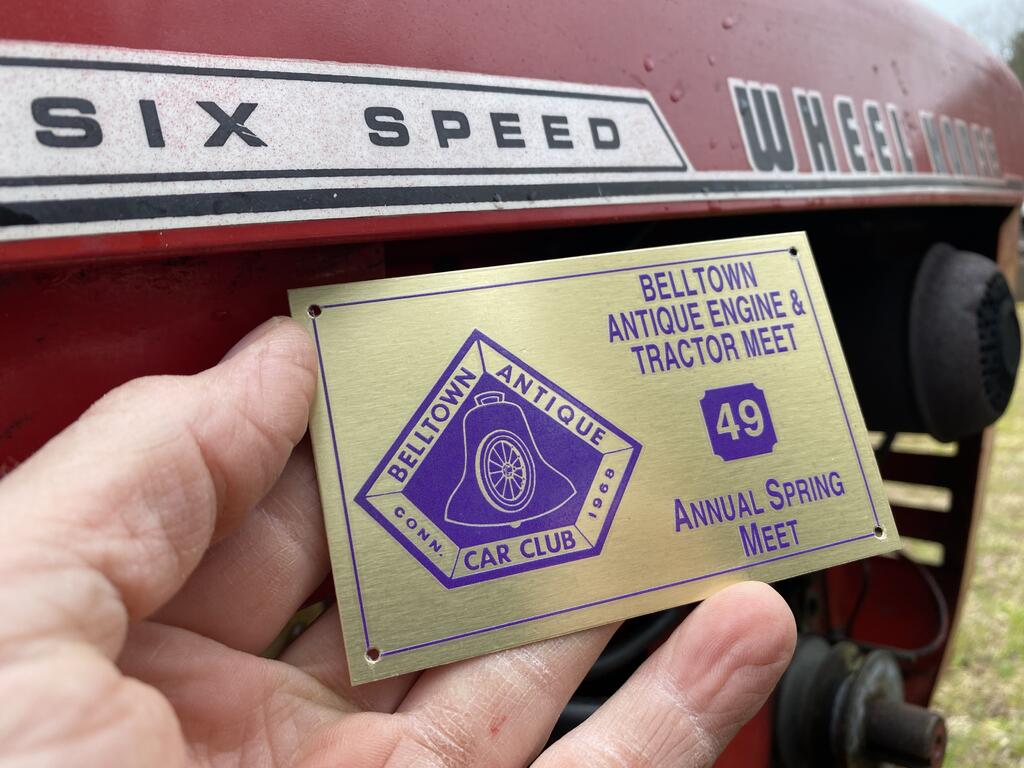 SIX SPEED
WHEEL HORSE
BELLTOWN
ANTIQUE ENGINE &
TRACTOR MEET
49
ANNUAL SPRING
MEET
BELLTOWN ANTIQUE
CONN. CAR CLUB 1968